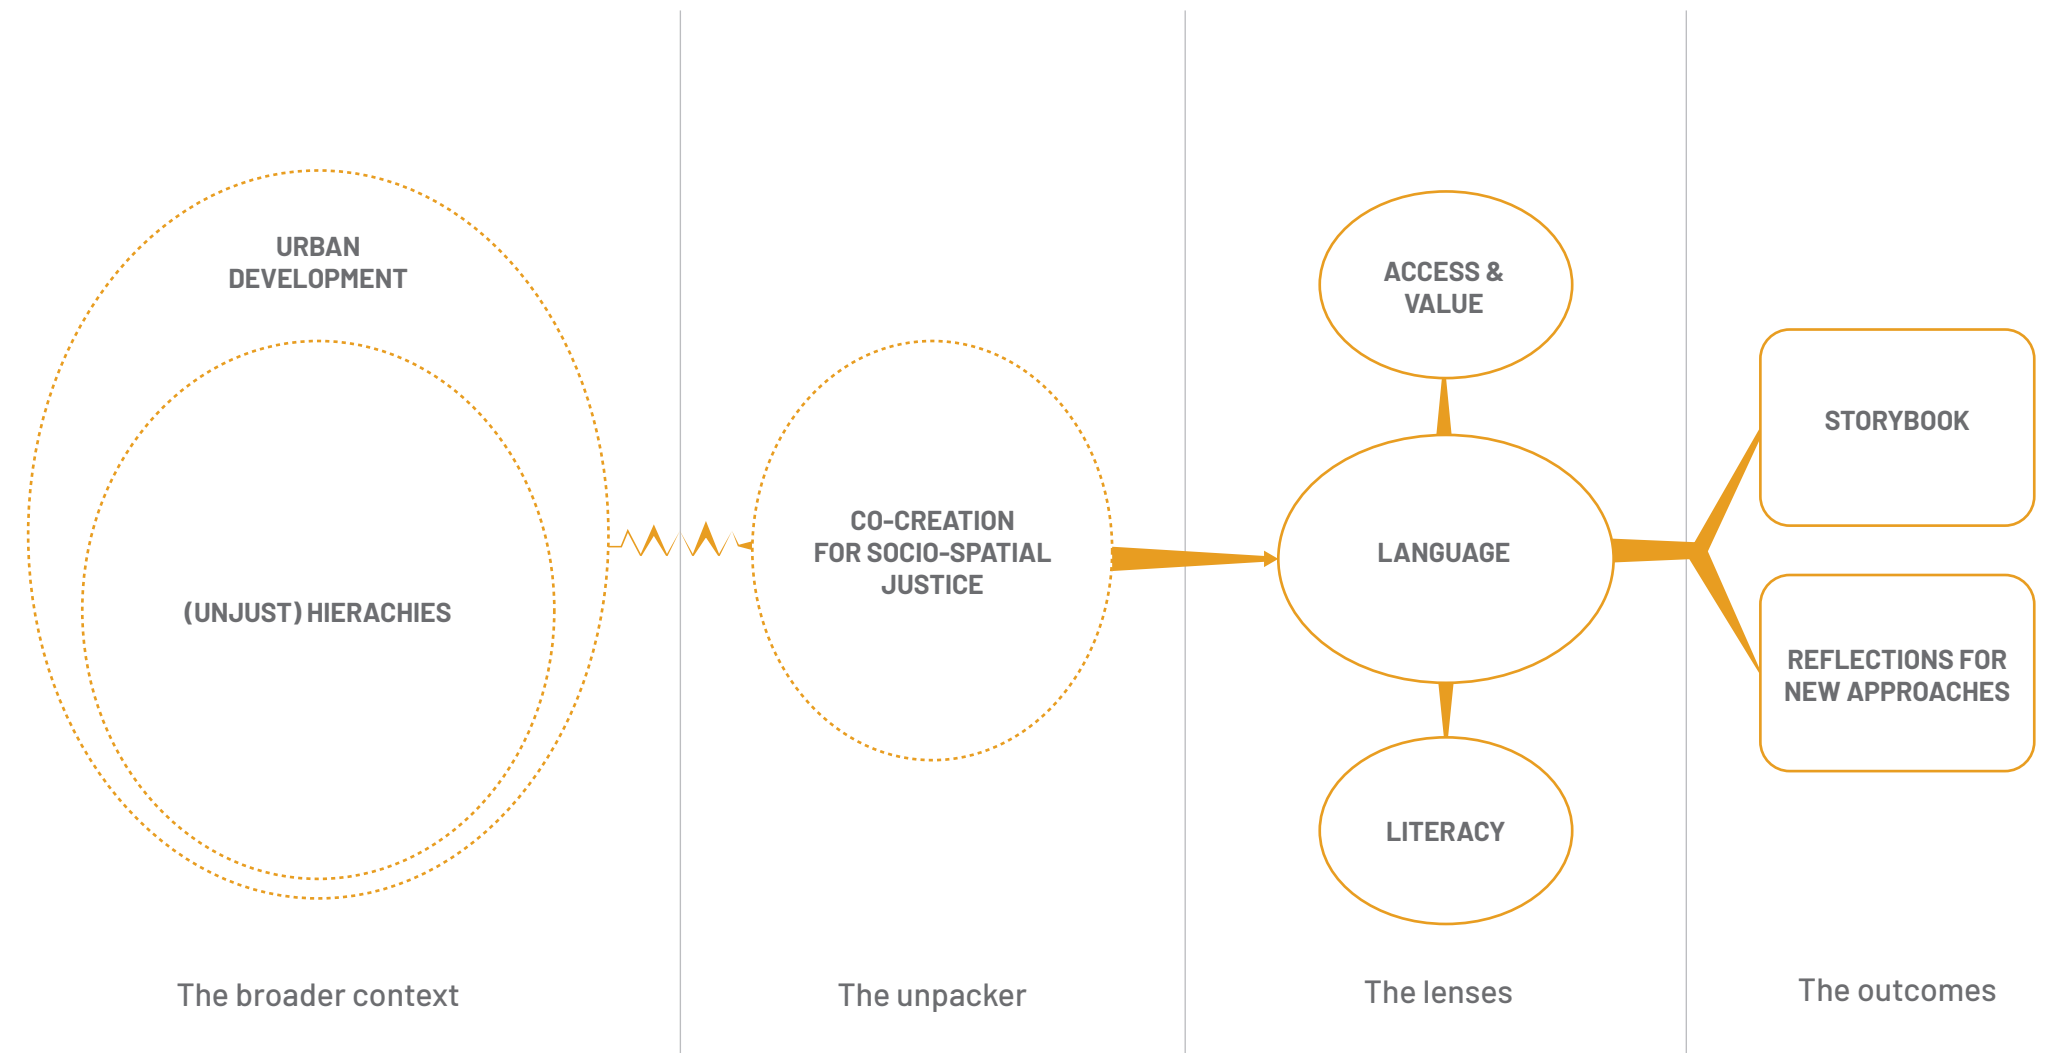 URBAN
DEVELOPMENT
(UNJUST) HIERACHIES
The broader context
CO-CREATION
FOR SOCIO-SPATIAL
JUSTICE
The unpacker
ACCESS &
VALUE
LANGUAGE
LITERACY
The lenses
STORYBOOK
REFLECTIONS FOR
NEW APPROACHES
The outcomes